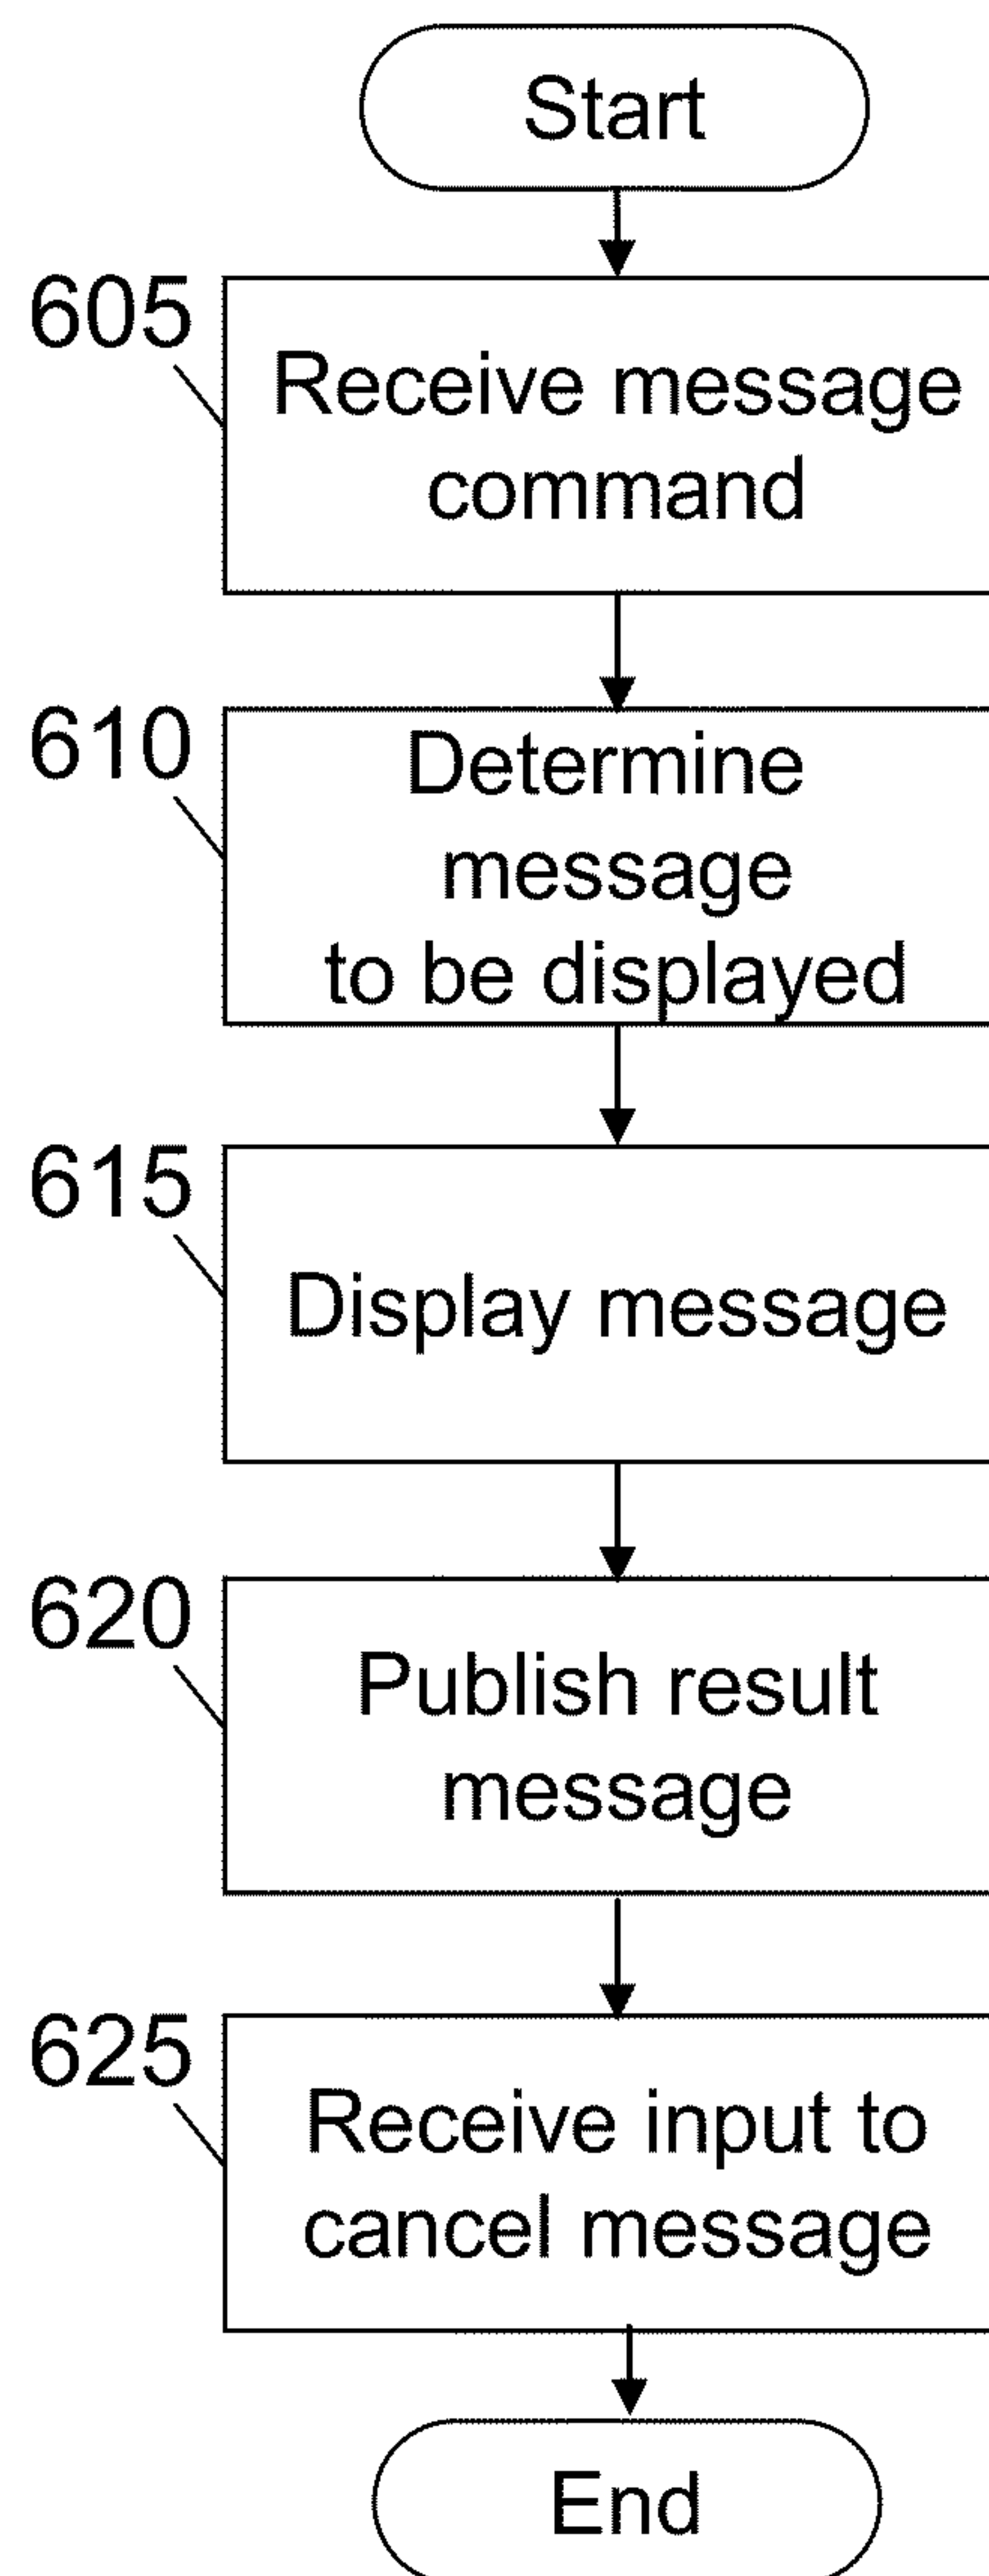 Start
605
Receive message
command
610
Determine
message
to be displayed
615
Display message
620
Publish result
message
625
Receive input to
cancel message
End